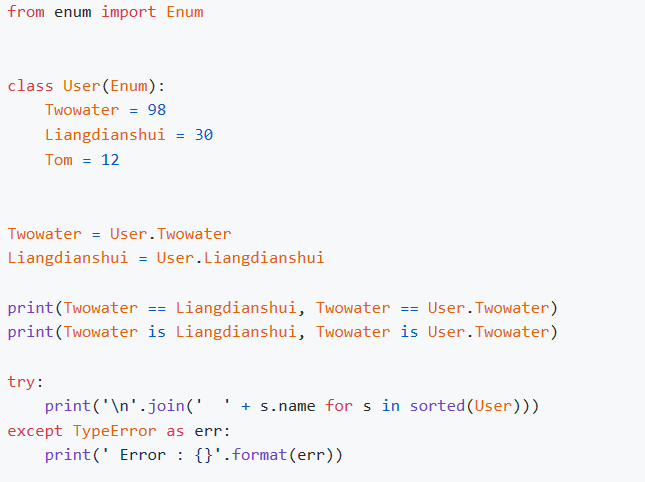 from enum import Enum


class User(Enum):
    Twowater = 98
    Liangdianshui = 30
    Tom = 12


Twowater = User.Twowater
Liangdianshui = User.Liangdianshui

print(Twowater == Liangdianshui, Twowater == User.Twowater)
print(Twowater is Liangdianshui, Twowater is User.Twowater)

try:
    print('\n'.join('  ' + s.name for s in sorted(User)))
except TypeError as err:
    print(' Error : {}'.format(err))